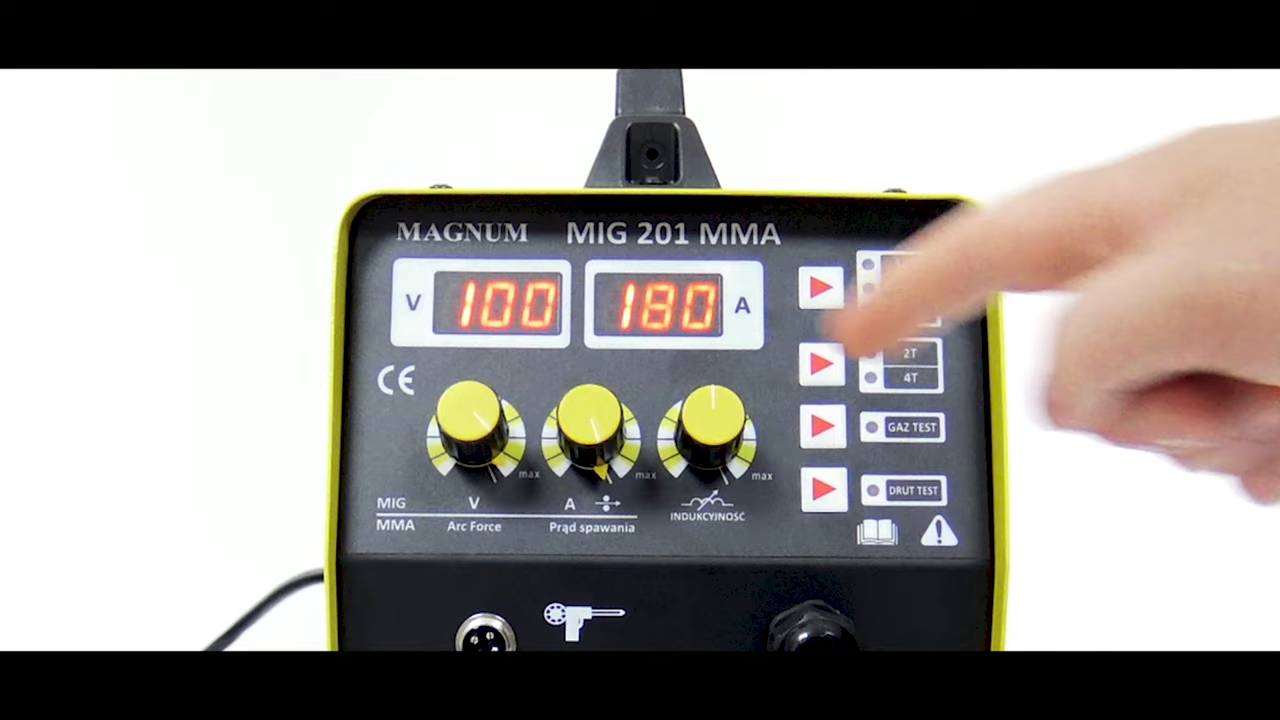 MAGNUM MIG 201 MMA
V 100 180 A
2T
4T
CE
GAZ TEST
max max max
DRUT TEST
MIG V A
INDUKCYJNOŚĆ
MMA Arc Force Prąd spawania